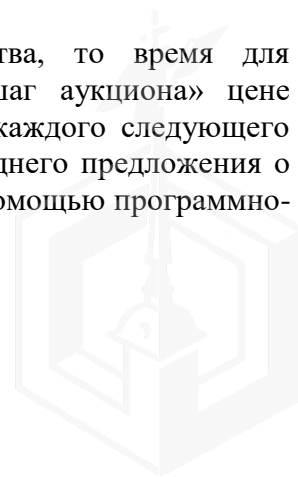 тва, то время для
шаг аукциона» цене
каждого следующего
днего предложения о
омощью программно-